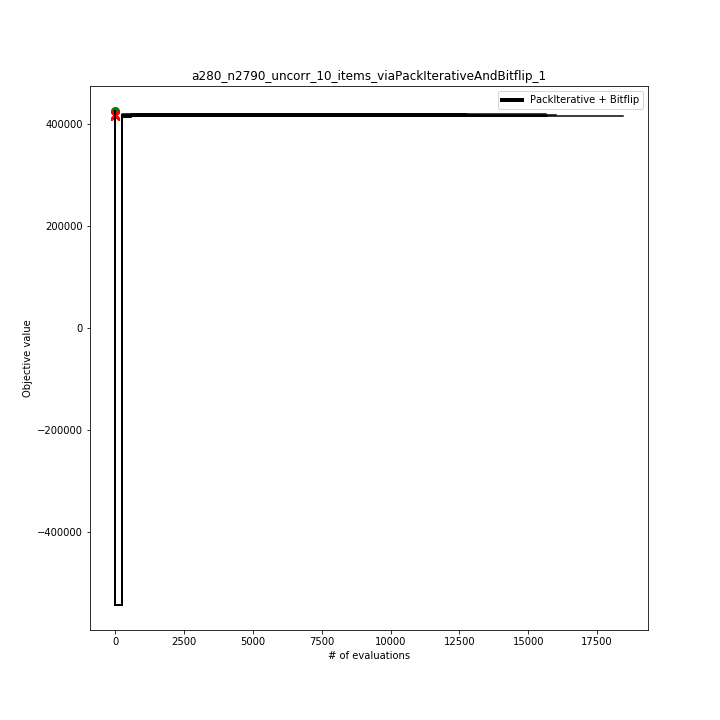 a280_n2790_uncorr_10_items_viaPackIterativeAndBitflip_1
PackIterative + Bitflip
400000
200000
0
−200000
−400000
Objective value
0 2500 5000 7500 10000 12500 15000 17500
# of evaluations